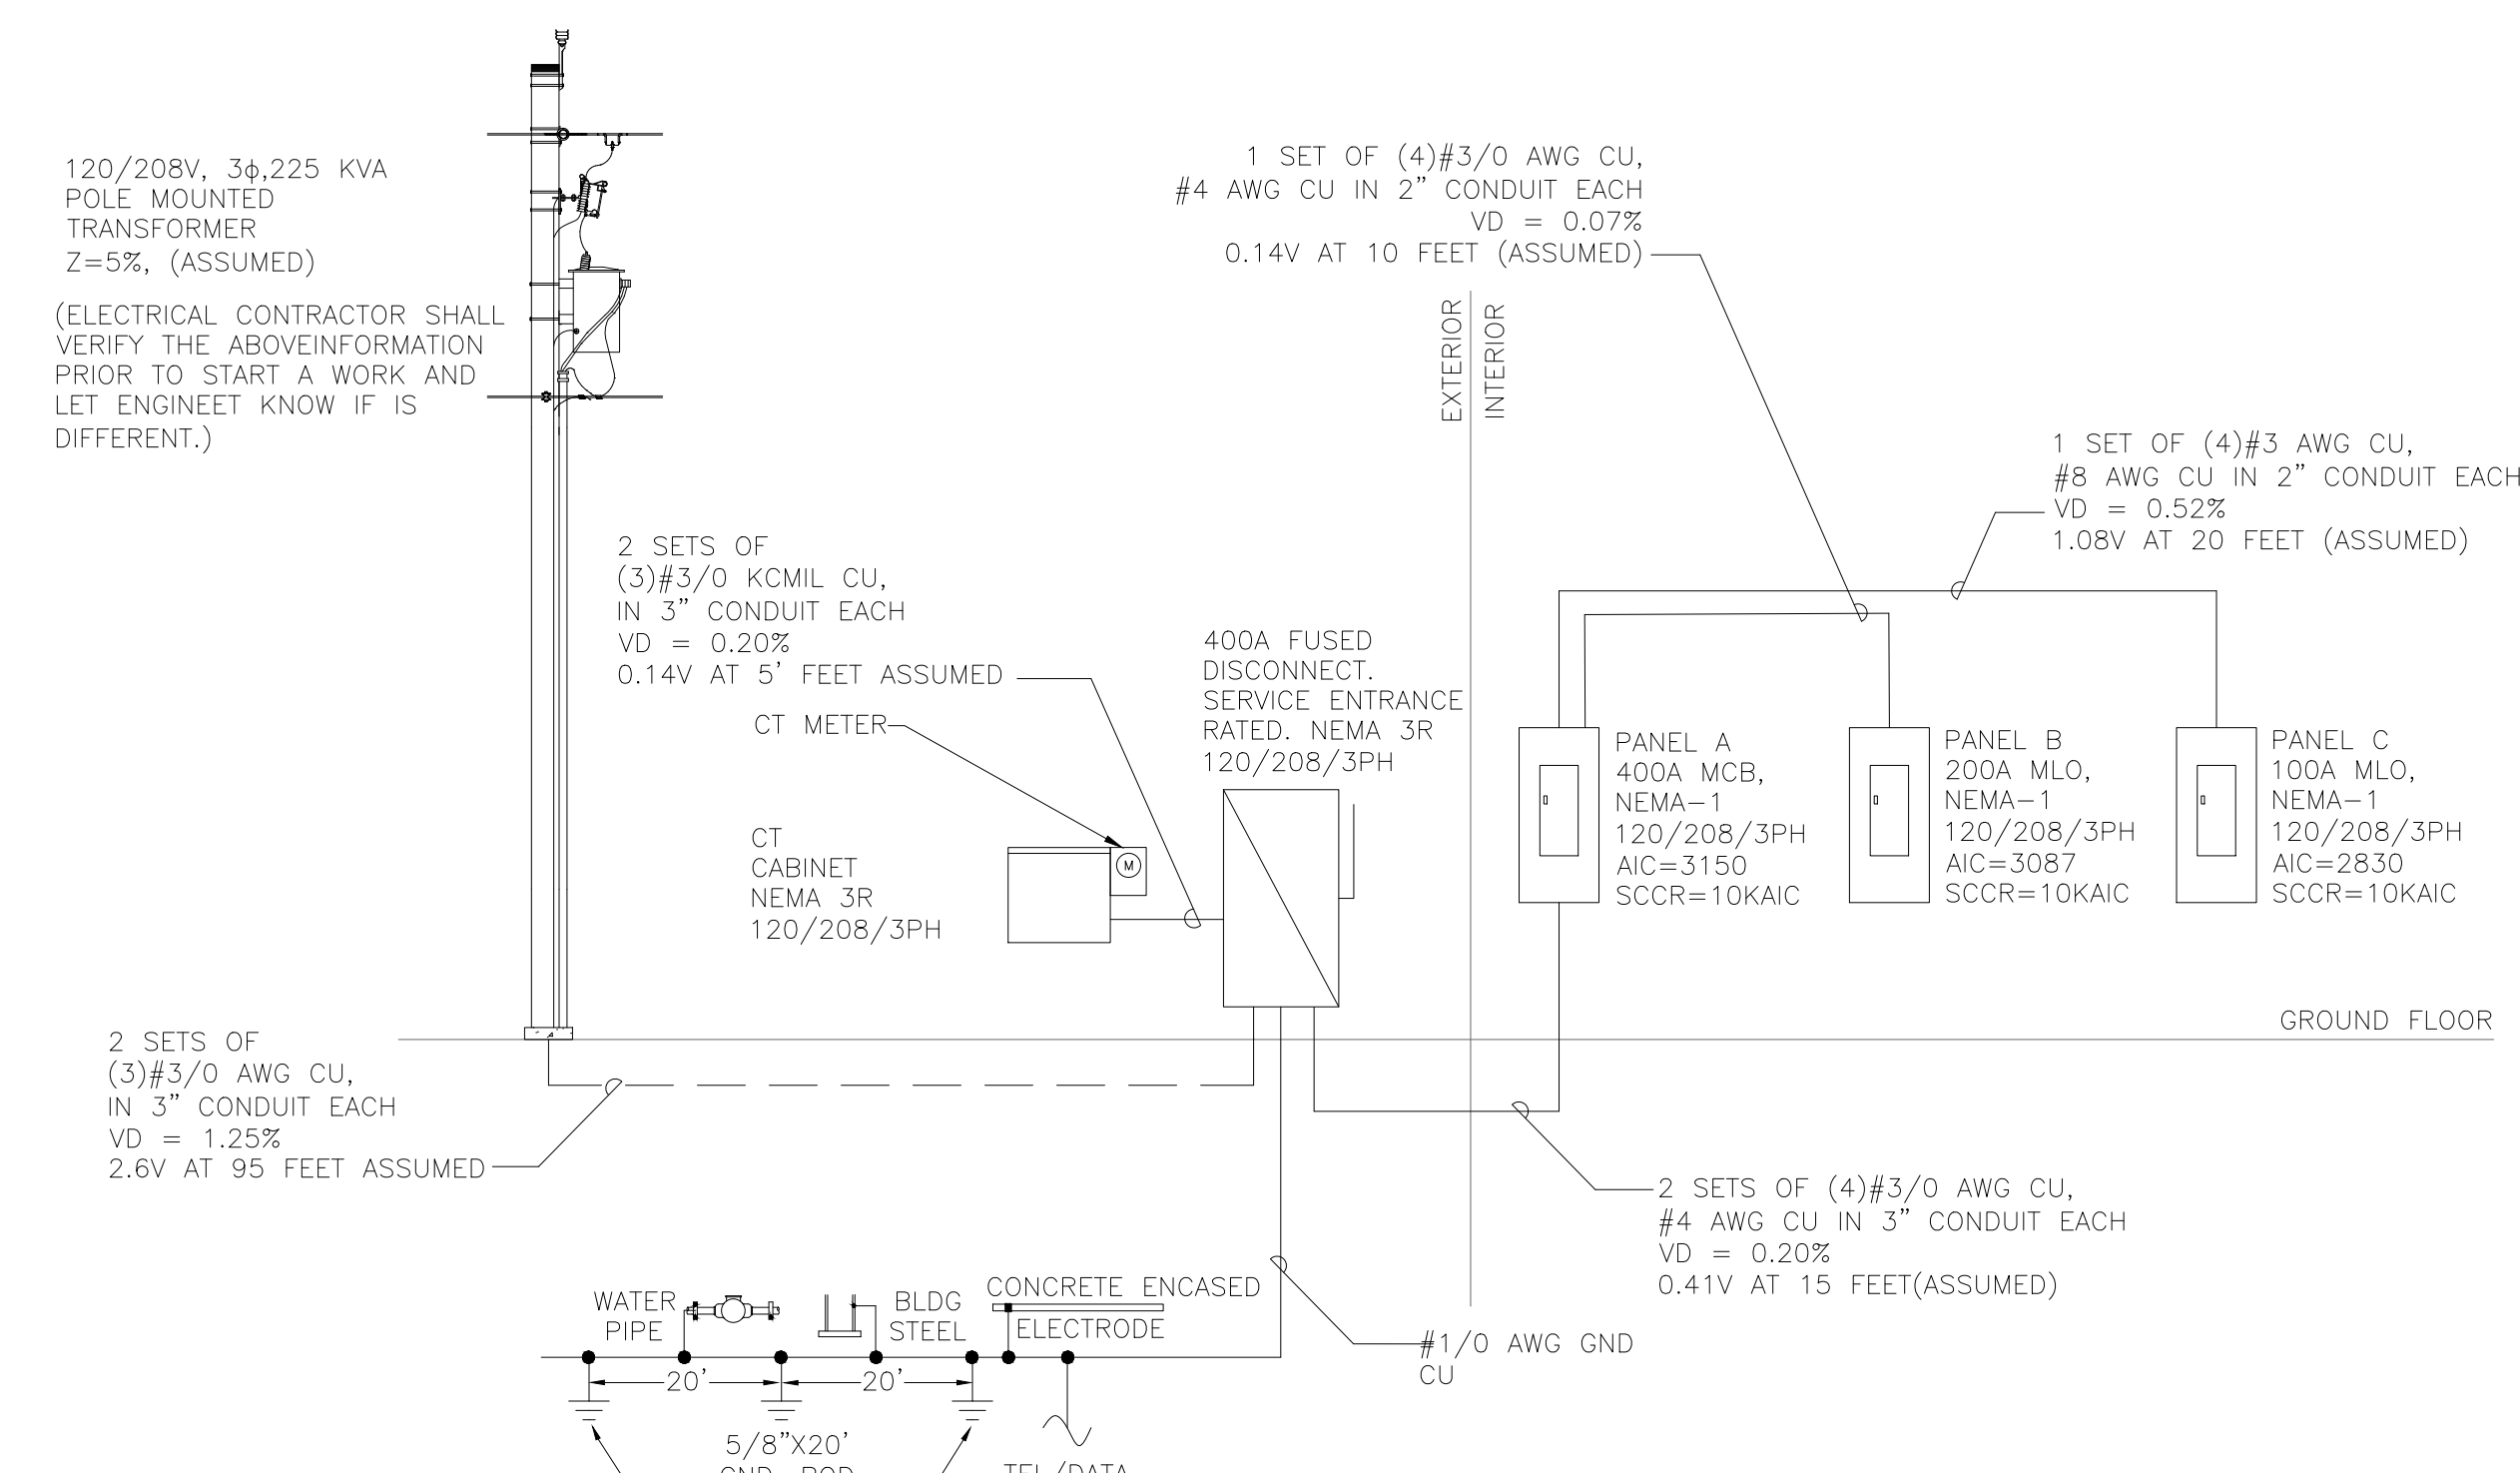 120/208V, 3ϕ,225 KVA
POLE MOUNTED
TRANSFORMER
Z=5%, (ASSUMED)
(ELECTRICAL CONTRACTOR SHALL
VERIFY THE ABOVEINFORMATION
PRIOR TO START A WORK AND
LET ENGINEET KNOW IF IS
DIFFERENT.)
1 SET OF (4)#3/0 AWG CU,
#4 AWG CU IN 2" CONDUIT EACH
VD = 0.07%
0.14V AT 10 FEET (ASSUMED)
EXTERIOR
INTERIOR
1 SET OF (4)#3 AWG CU,
#8 AWG CU IN 2" CONDUIT EACH
VD = 0.52%
1.08V AT 20 FEET (ASSUMED)
2 SETS OF
(3)#3/0 KCMIL CU,
IN 3" CONDUIT EACH
VD = 0.20%
0.14V AT 5' FEET ASSUMED
CT METER
400A FUSED
DISCONNECT.
SERVICE ENTRANCE
RATED. NEMA 3R
120/208/3PH
CT
CABINET
NEMA 3R
120/208/3PH
M
PANEL A
400A MCB,
NEMA-1
120/208/3PH
AIC=3150
SCCR=10KAIC
PANEL B
200A MLO,
NEMA-1
120/208/3PH
AIC=3087
SCCR=10KAIC
PANEL C
100A MLO,
NEMA-1
120/208/3PH
AIC=2830
SCCR=10KAIC
GROUND FLOOR
2 SETS OF
(3)#3/0 AWG CU,
IN 3" CONDUIT EACH
VD = 1.25%
2.6V AT 95 FEET ASSUMED
2 SETS OF (4)#3/0 AWG CU,
#4 AWG CU IN 3" CONDUIT EACH
VD = 0.20%
0.41V AT 15 FEET(ASSUMED)
WATER
PIPE
BLDG
STEEL
CONCRETE ENCASED
ELECTRODE
#1/0 AWG GND
CU
20'
20'
5/8"X20'
GND. ROD
TEL/DATA